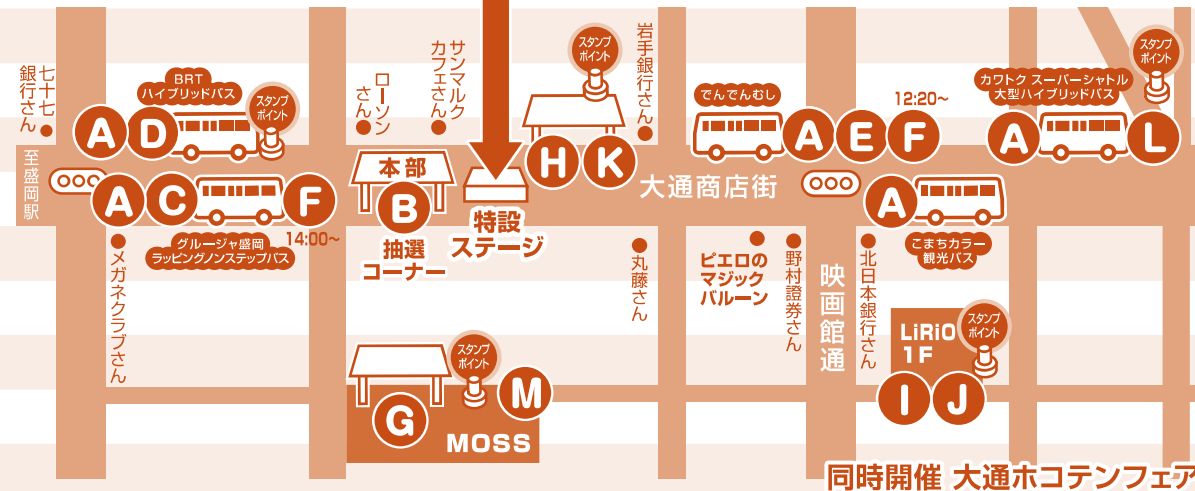 七十七
銀行さん
BRT
ハイブリッドバス
スタンプ
ポイント
A
D
至盛岡駅
A
C
F
14:00〜
グルージャ盛岡
ラッピングノンステップバス
メガネクラブさん
ローソン
さん
サンマルク
カフェさん
本部
B
抽選
コーナー
特設
ステージ
スタンプ
ポイント
H
K
岩手銀行さん
大通商店街
でんでんむし
A
E
F
12:20〜
カワトク スーパーシャトル
大型ハイブリッドバス
スタンプ
ポイント
A
L
A
こまちカラー
観光バス
丸藤さん
ピエロの
マジック
バルーン
野村證券さん
映画館通
北日本銀行さん
LiRiO
1F
スタンプ
ポイント
I
J
スタンプ
ポイント
G
M
MOSS
同時開催 大通ホコテンフェア